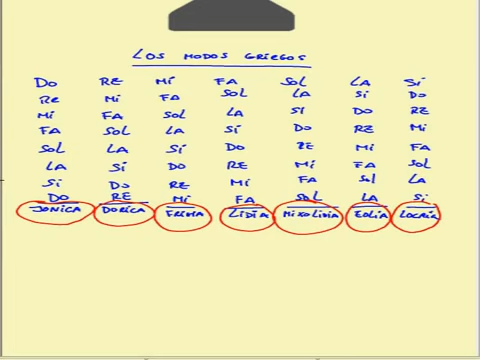 LOS MODOS GRIEGOS
DO RE MI FA SOL LA SI
RE MI FA SOL LA SI DO
MI FA SOL LA SI DO RE
FA SOL LA SI DO RE MI
SOL LA SI DO RE MI FA
LA SI DO RE MI FA SOL
SI DO RE MI FA SOL LA
DO RE MI FA SOL LA SI
JONICA DORICA FRIGIA LIDIA MIXOLIDIA EOLIA LOCRIA